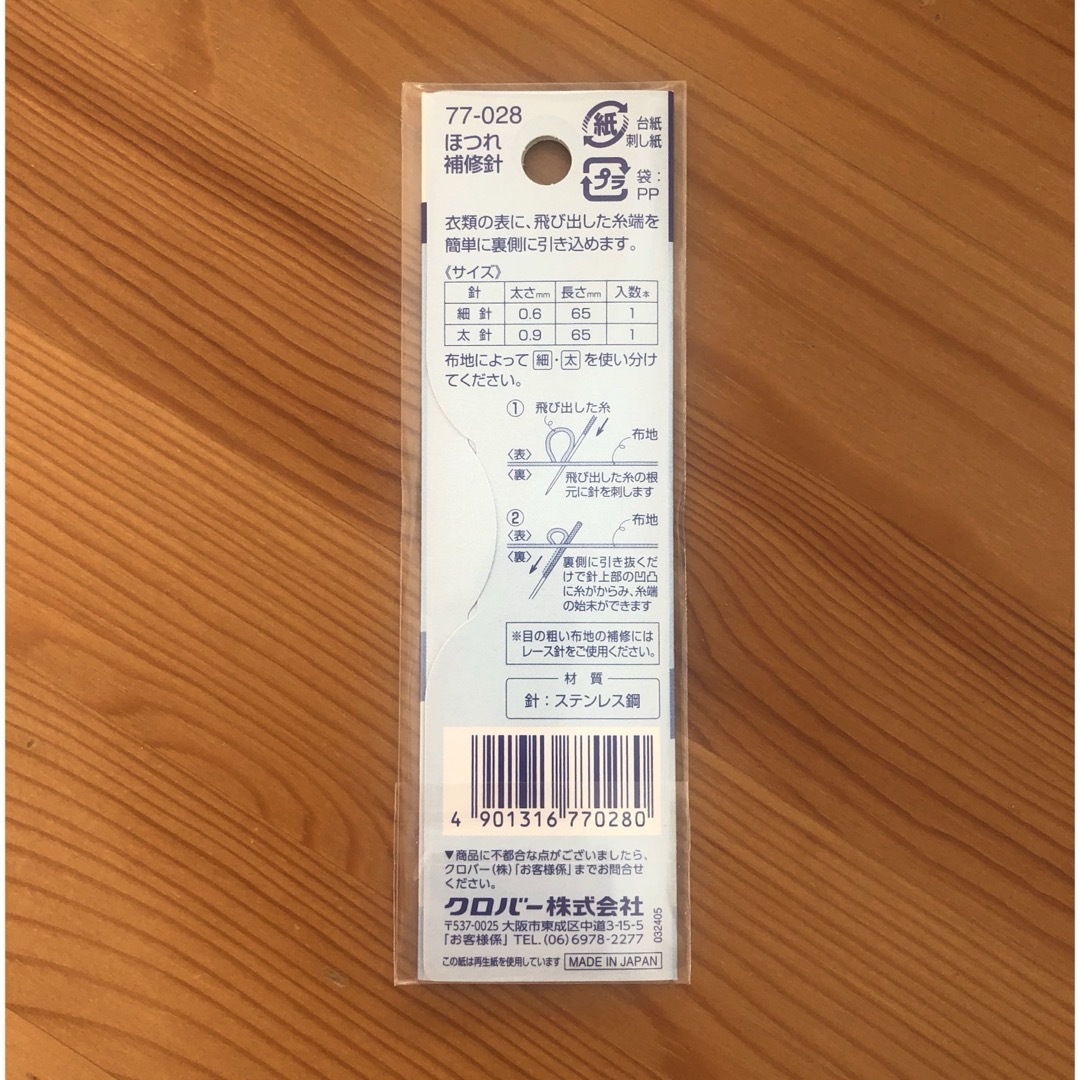 77-028
ほつれ
補修針
紙
台紙
刺し紙
プラ
袋：
PP
衣類の表に、飛び出した糸端を
簡単に裏側に引き込めます。
《サイズ》
針 太さmm 長さmm 入数本
細針 0.6 65 1
太針 0.9 65 1
布地によって 細・太 を使い分け
てください。
① 飛び出した糸
布地
〈表〉
〈裏〉
飛び出した糸の根
元に針を刺します
②
布地
〈表〉
〈裏〉
裏側に引き抜くだ
けで針上部の凹凸
に糸がからみ、糸端
の始末ができます
※目の粗い布地の補修には
レース針をご使用ください。
材 質
針：ステンレス鋼
4 901316 770280
▼商品に不都合な点がございましたら、
クロバー(株)「お客様係」までお問合せ
ください。
クロバー株式会社
〒537-0025 大阪市東成区中道3-15-5
「お客様係」 TEL.(06)6978-2277
032405
この紙は再生紙を使用しています MADE IN JAPAN